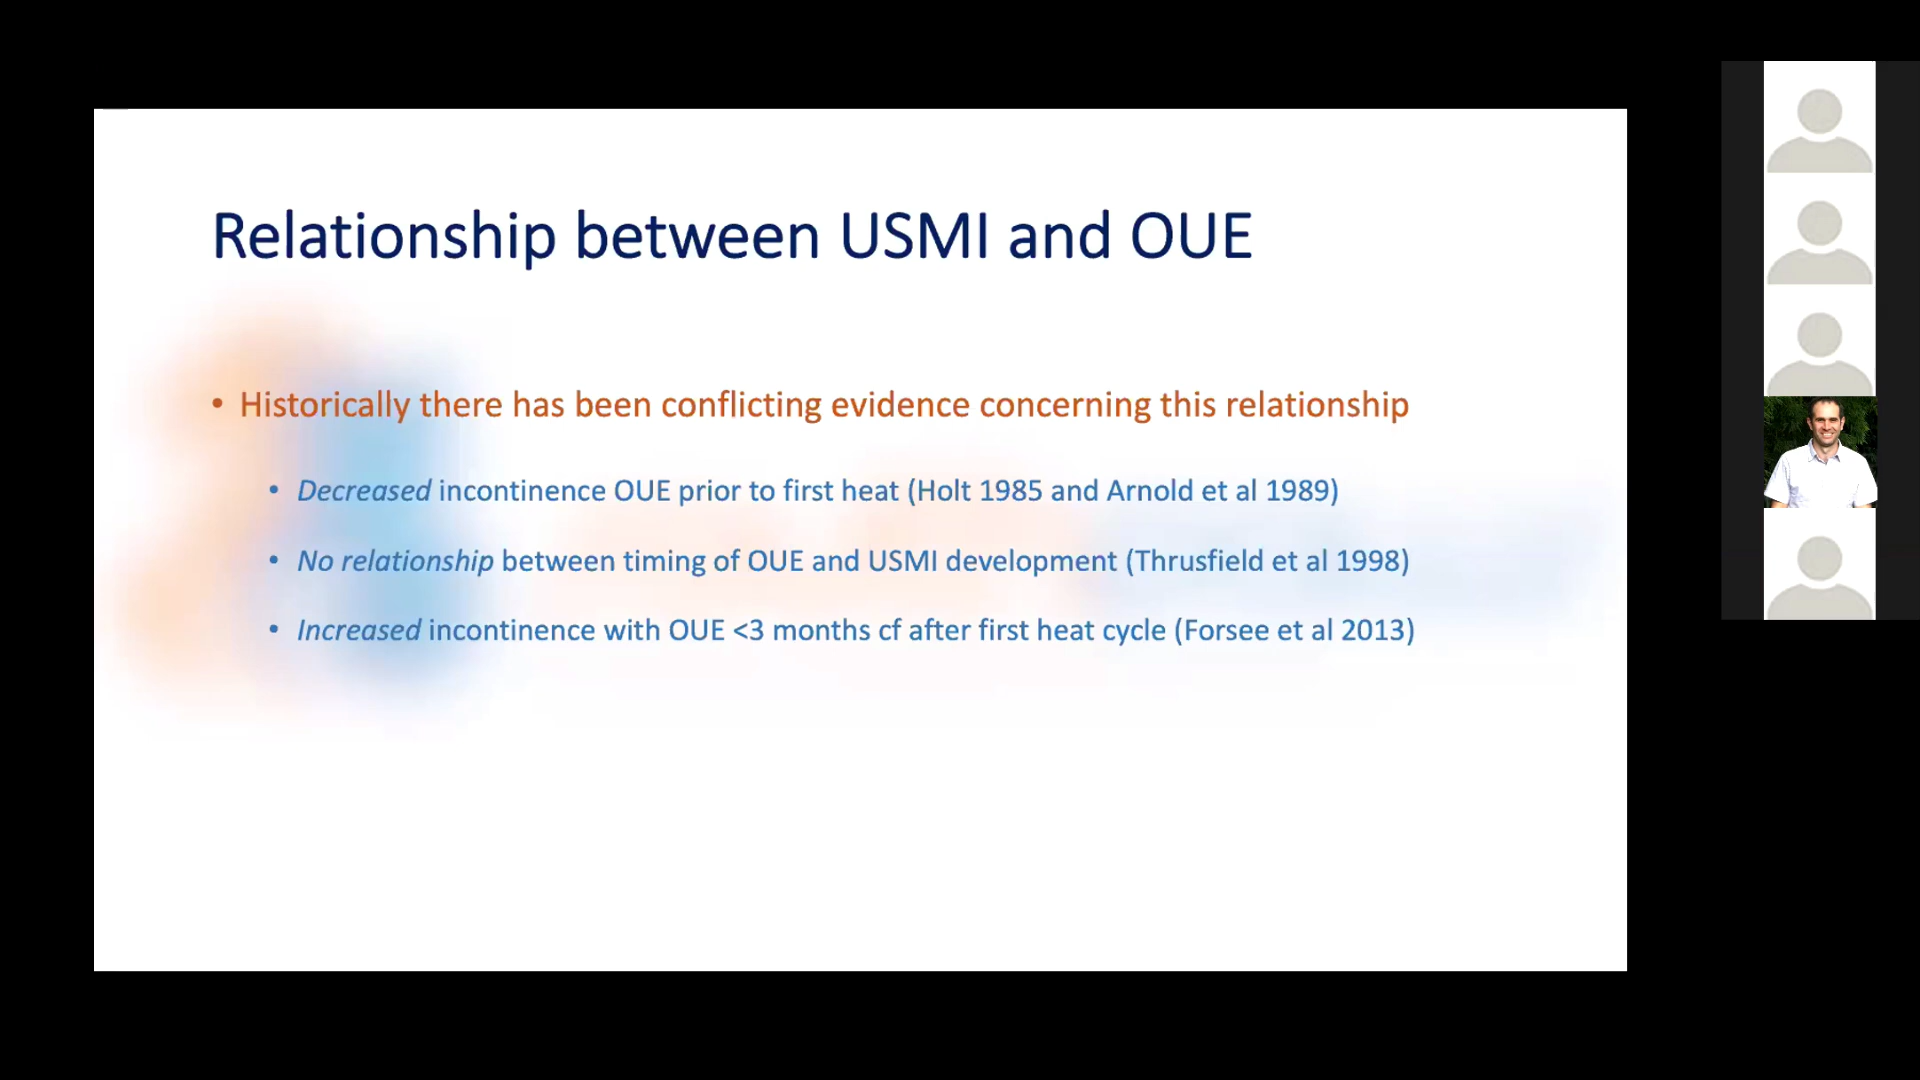 Relationship between USMI and OUE
• Historically there has been conflicting evidence concerning this relationship
• Decreased incontinence OUE prior to first heat (Holt 1985 and Arnold et al 1989)
• No relationship between timing of OUE and USMI development (Thrusfield et al 1998)
• Increased incontinence with OUE <3 months cf after first heat cycle (Forsee et al 2013)